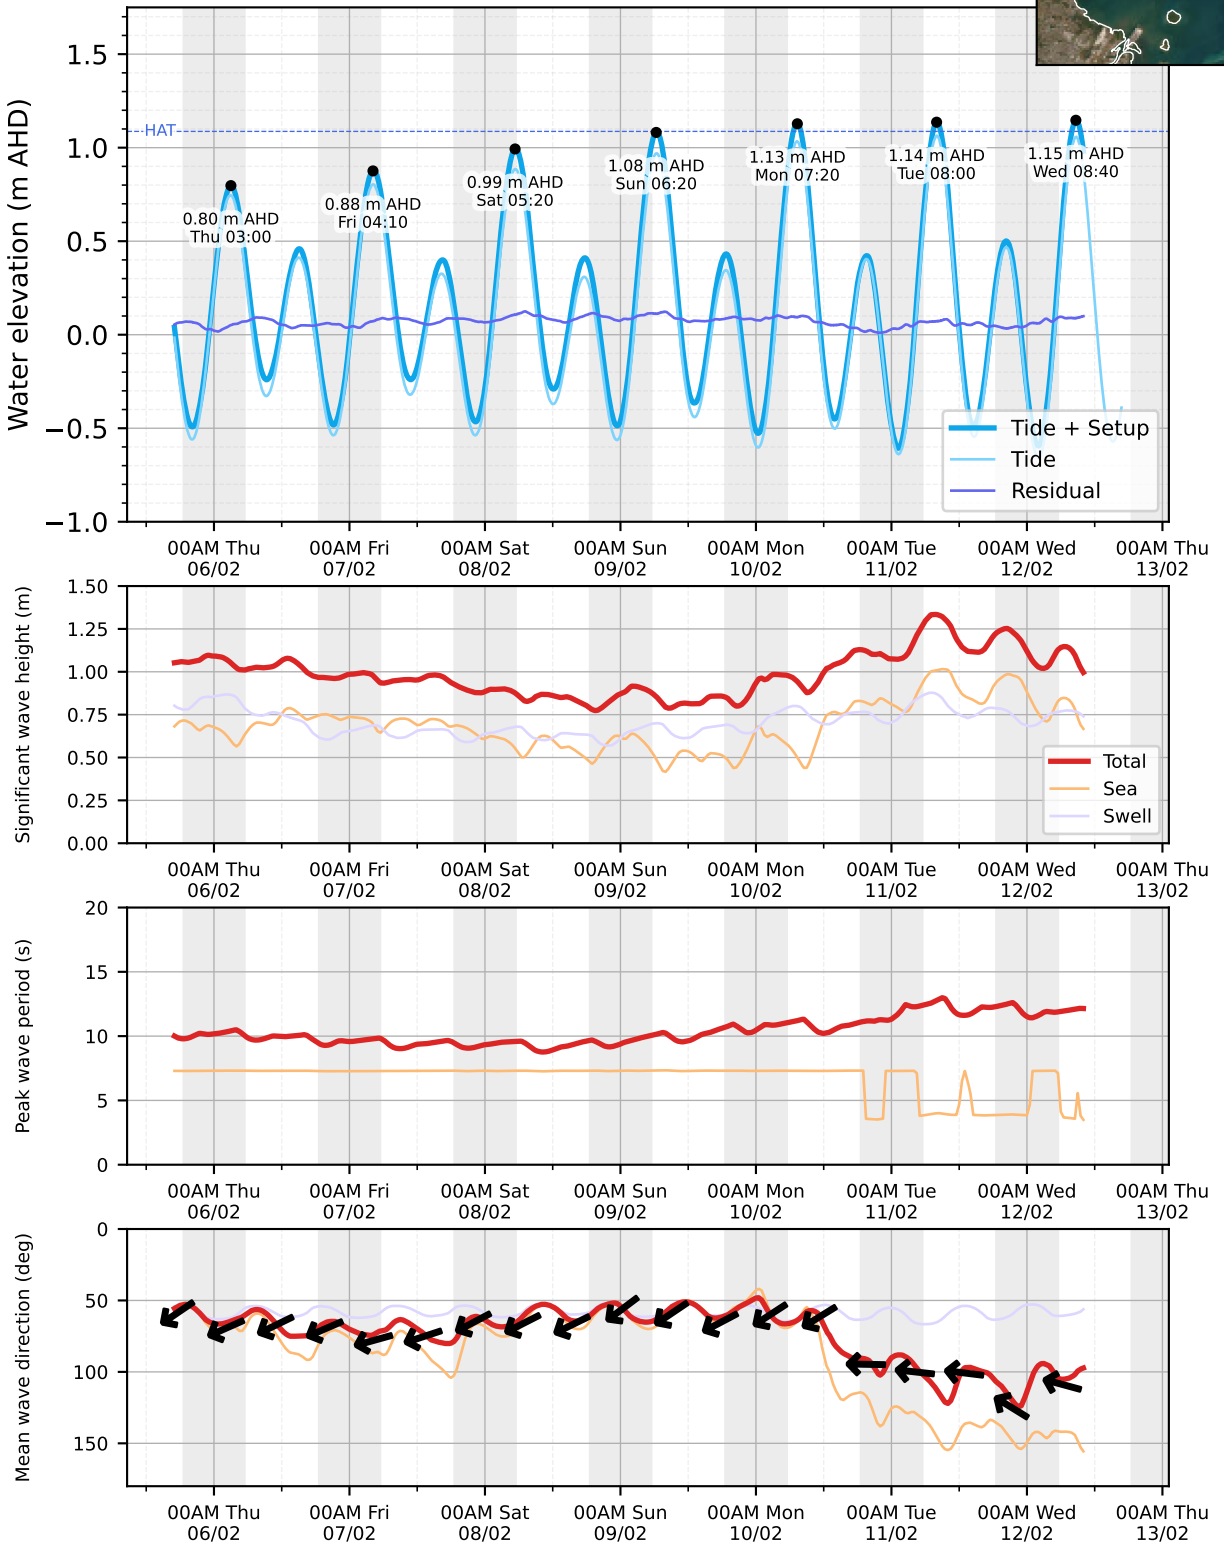 Water elevation (m AHD)
1.5
1.0
0.5
0.0
−0.5
−1.0
HAT
0.80 m AHD
Thu 03:00
0.88 m AHD
Fri 04:10
0.99 m AHD
Sat 05:20
1.08 m AHD
Sun 06:20
1.13 m AHD
Mon 07:20
1.14 m AHD
Tue 08:00
1.15 m AHD
Wed 08:40
Tide + Setup
Tide
Residual
00AM Thu 00AM Fri 00AM Sat 00AM Sun 00AM Mon 00AM Tue 00AM Wed 00AM Thu
06/02 07/02 08/02 09/02 10/02 11/02 12/02 13/02
Significant wave height (m)
1.50
1.25
1.00
0.75
0.50
0.25
0.00
Total
Sea
Swell
00AM Thu 00AM Fri 00AM Sat 00AM Sun 00AM Mon 00AM Tue 00AM Wed 00AM Thu
06/02 07/02 08/02 09/02 10/02 11/02 12/02 13/02
Peak wave period (s)
20
15
10
5
0
00AM Thu 00AM Fri 00AM Sat 00AM Sun 00AM Mon 00AM Tue 00AM Wed 00AM Thu
06/02 07/02 08/02 09/02 10/02 11/02 12/02 13/02
Mean wave direction (deg)
0
50
100
150
00AM Thu 00AM Fri 00AM Sat 00AM Sun 00AM Mon 00AM Tue 00AM Wed 00AM Thu
06/02 07/02 08/02 09/02 10/02 11/02 12/02 13/02